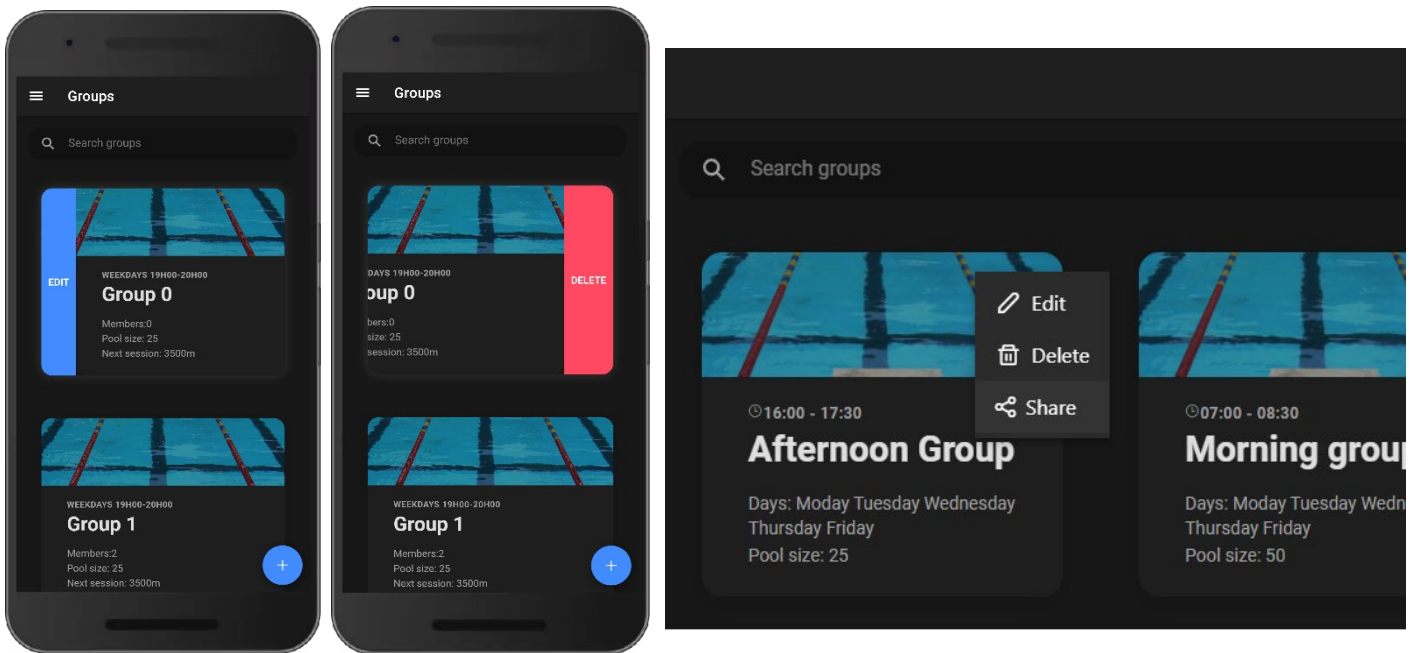 Groups
Search groups
EDIT
WEEKDAYS 19H00-20H00
Group 0
Members:0
Pool size: 25
Next session: 3500m
WEEKDAYS 19H00-20H00
Group 1
Members:2
Pool size: 25
Next session: 3500m
+
Groups
Search groups
DELETE
DAYS 19H00-20H00
oup 0
bers:0
size: 25
session: 3500m
WEEKDAYS 19H00-20H00
Group 1
Members:2
Pool size: 25
Next session: 3500m
+
Search groups
Edit
Delete
Share
16:00 - 17:30
Afternoon Group
Days: Moday Tuesday Wednesday
Thursday Friday
Pool size: 25
07:00 - 08:30
Morning group
Days: Moday Tuesday Wedn
Thursday Friday
Pool size: 50